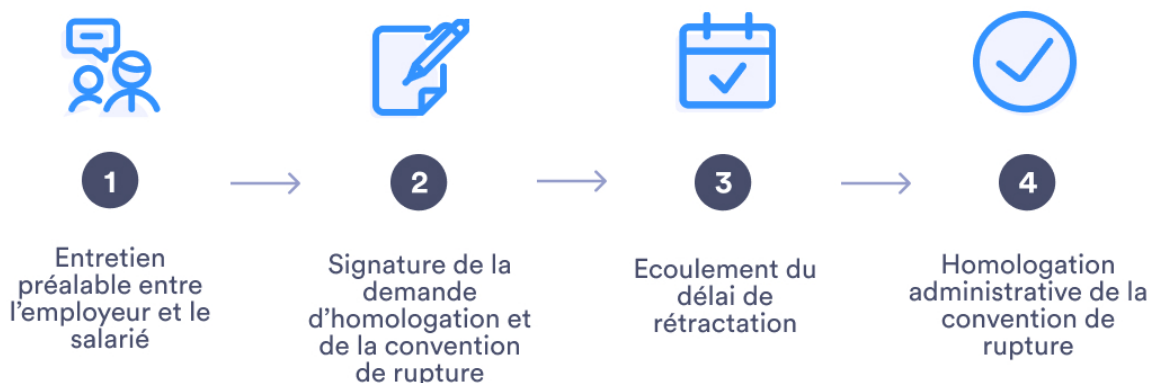 1
Entretien
préalable entre
l'employeur et le
salarié
2
Signature de la
demande
d'homologation et
de la convention
de rupture
3
Ecoulement du
délai de
rétractation
4
Homologation
administrative de la
convention de
rupture